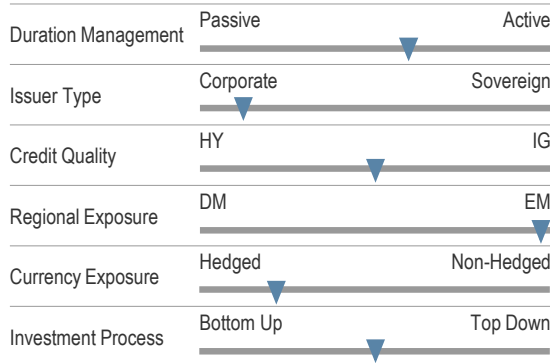 Duration Management Passive Active
Issuer Type Corporate Sovereign
Credit Quality HY IG
Regional Exposure DM EM
Currency Exposure Hedged Non-Hedged
Investment Process Bottom Up Top Down